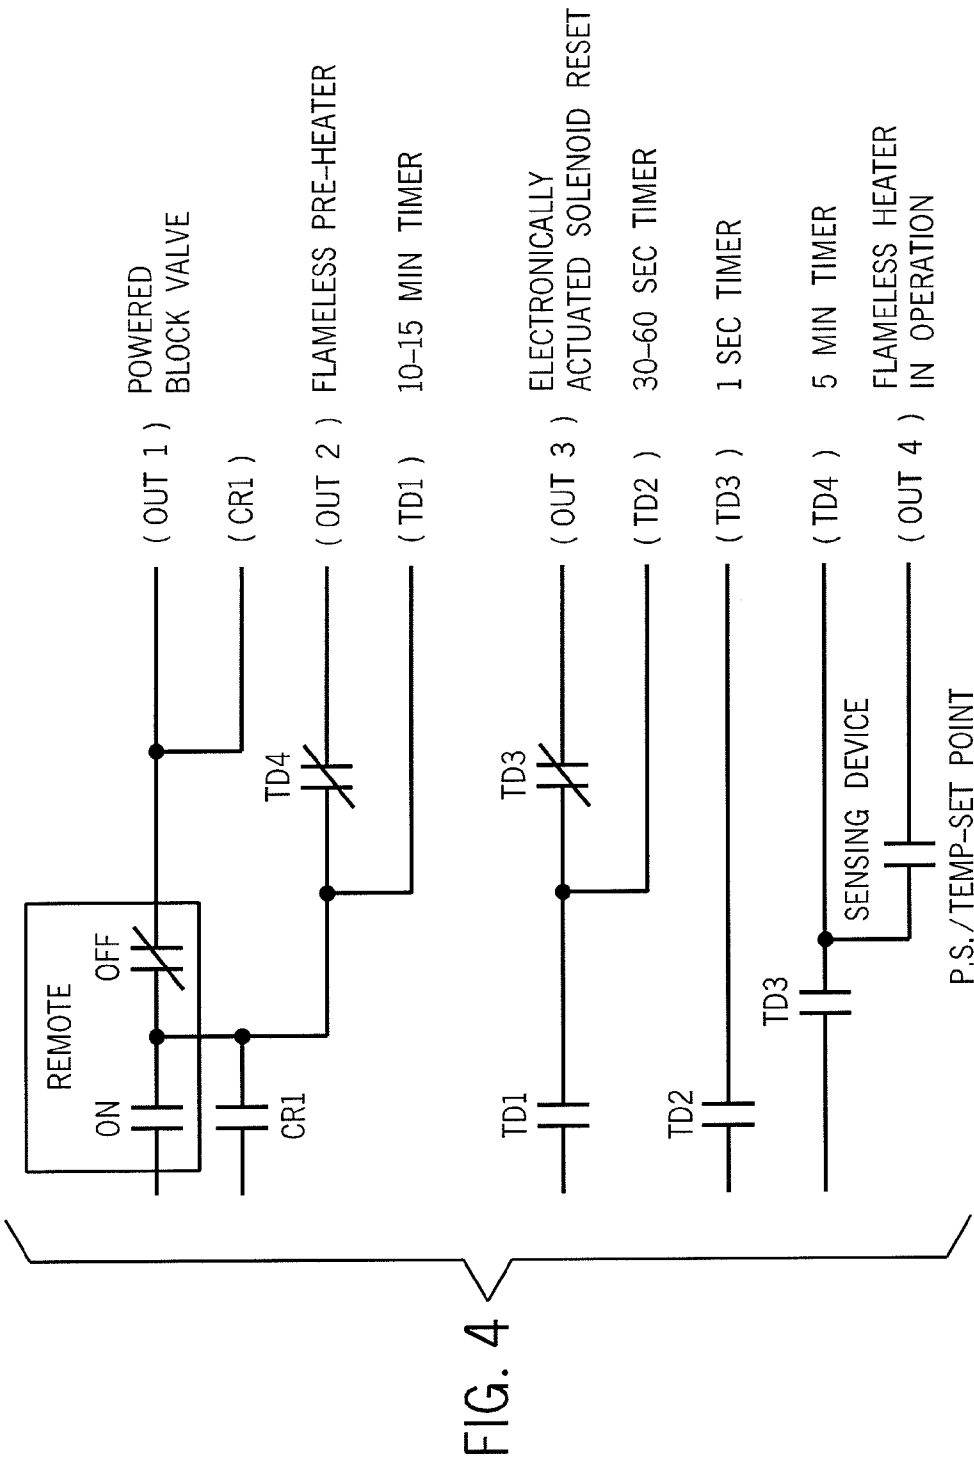 REMOTE
ON
OFF
( OUT 1 )
POWERED
BLOCK VALVE
CR1
( CR1 )
TD4
( OUT 2 )
FLAMELESS PRE-HEATER
( TD1 )
10-15 MIN TIMER
TD1
TD3
( OUT 3 )
ELECTRONICALLY
ACTUATED SOLENOID RESET
( TD2 )
30-60 SEC TIMER
TD2
( TD3 )
1 SEC TIMER
TD3
( TD4 )
5 MIN TIMER
SENSING DEVICE
( OUT 4 )
FLAMELESS HEATER
IN OPERATION
P.S./TEMP-SET POINT
FIG. 4